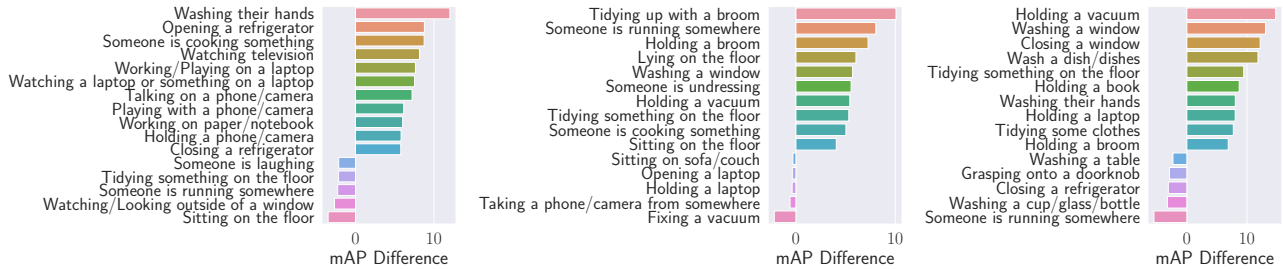 Washing their hands
Opening a refrigerator
Someone is cooking something
Watching television
Working/Playing on a laptop
Watching a laptop or something on a laptop
Talking on a phone/camera
Playing with a phone/camera
Working on paper/notebook
Holding a phone/camera
Closing a refrigerator
Someone is laughing
Tidying something on the floor
Someone is running somewhere
Watching/Looking outside of a window
Sitting on the floor
0 10
mAP Difference
Tidying up with a broom
Someone is running somewhere
Holding a broom
Lying on the floor
Washing a window
Someone is undressing
Holding a vacuum
Tidying something on the floor
Someone is cooking something
Sitting on the floor
Sitting on sofa/couch
Opening a laptop
Holding a laptop
Taking a phone/camera from somewhere
Fixing a vacuum
0 10
mAP Difference
Holding a vacuum
Washing a window
Closing a window
Wash a dish/dishes
Tidying something on the floor
Holding a book
Washing their hands
Holding a laptop
Tidying some clothes
Holding a broom
Washing a table
Grasping onto a doorknob
Closing a refrigerator
Washing a cup/glass/bottle
Someone is running somewhere
0 10
mAP Difference